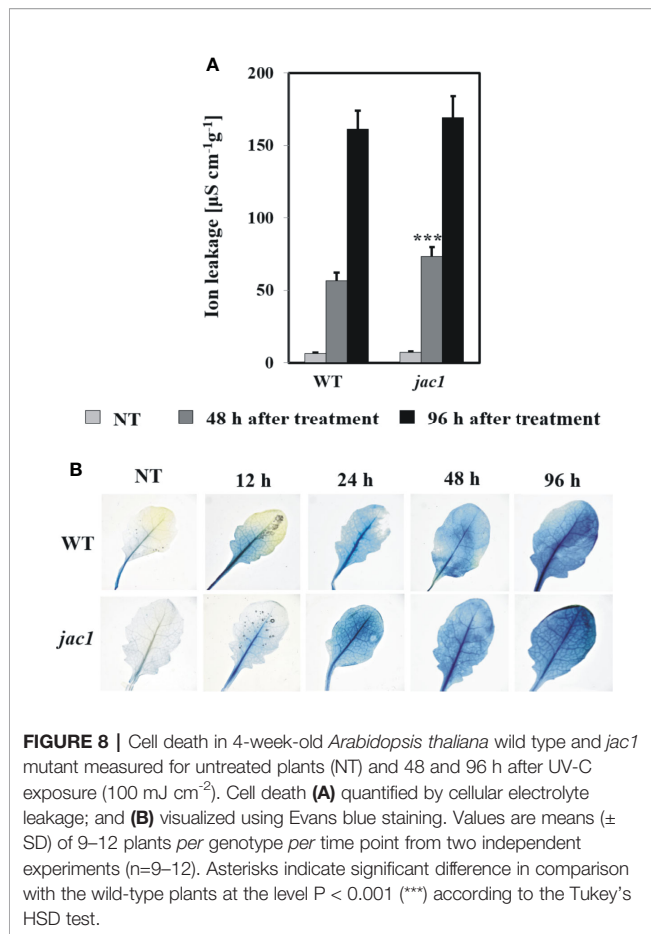 A
200
150
100
50
0
Ion leakage [µS cm⁻¹g⁻¹]
***
WT jac1
NT 48 h after treatment 96 h after treatment
B
NT 12 h 24 h 48 h 96 h
WT
jac1
FIGURE 8 | Cell death in 4-week-old Arabidopsis thaliana wild type and jac1
mutant measured for untreated plants (NT) and 48 and 96 h after UV-C
exposure (100 mJ cm⁻²). Cell death (A) quantified by cellular electrolyte
leakage; and (B) visualized using Evans blue staining. Values are means (±
SD) of 9–12 plants per genotype per time point from two independent
experiments (n=9–12). Asterisks indicate significant difference in comparison
with the wild-type plants at the level P < 0.001 (***) according to the Tukey's
HSD test.